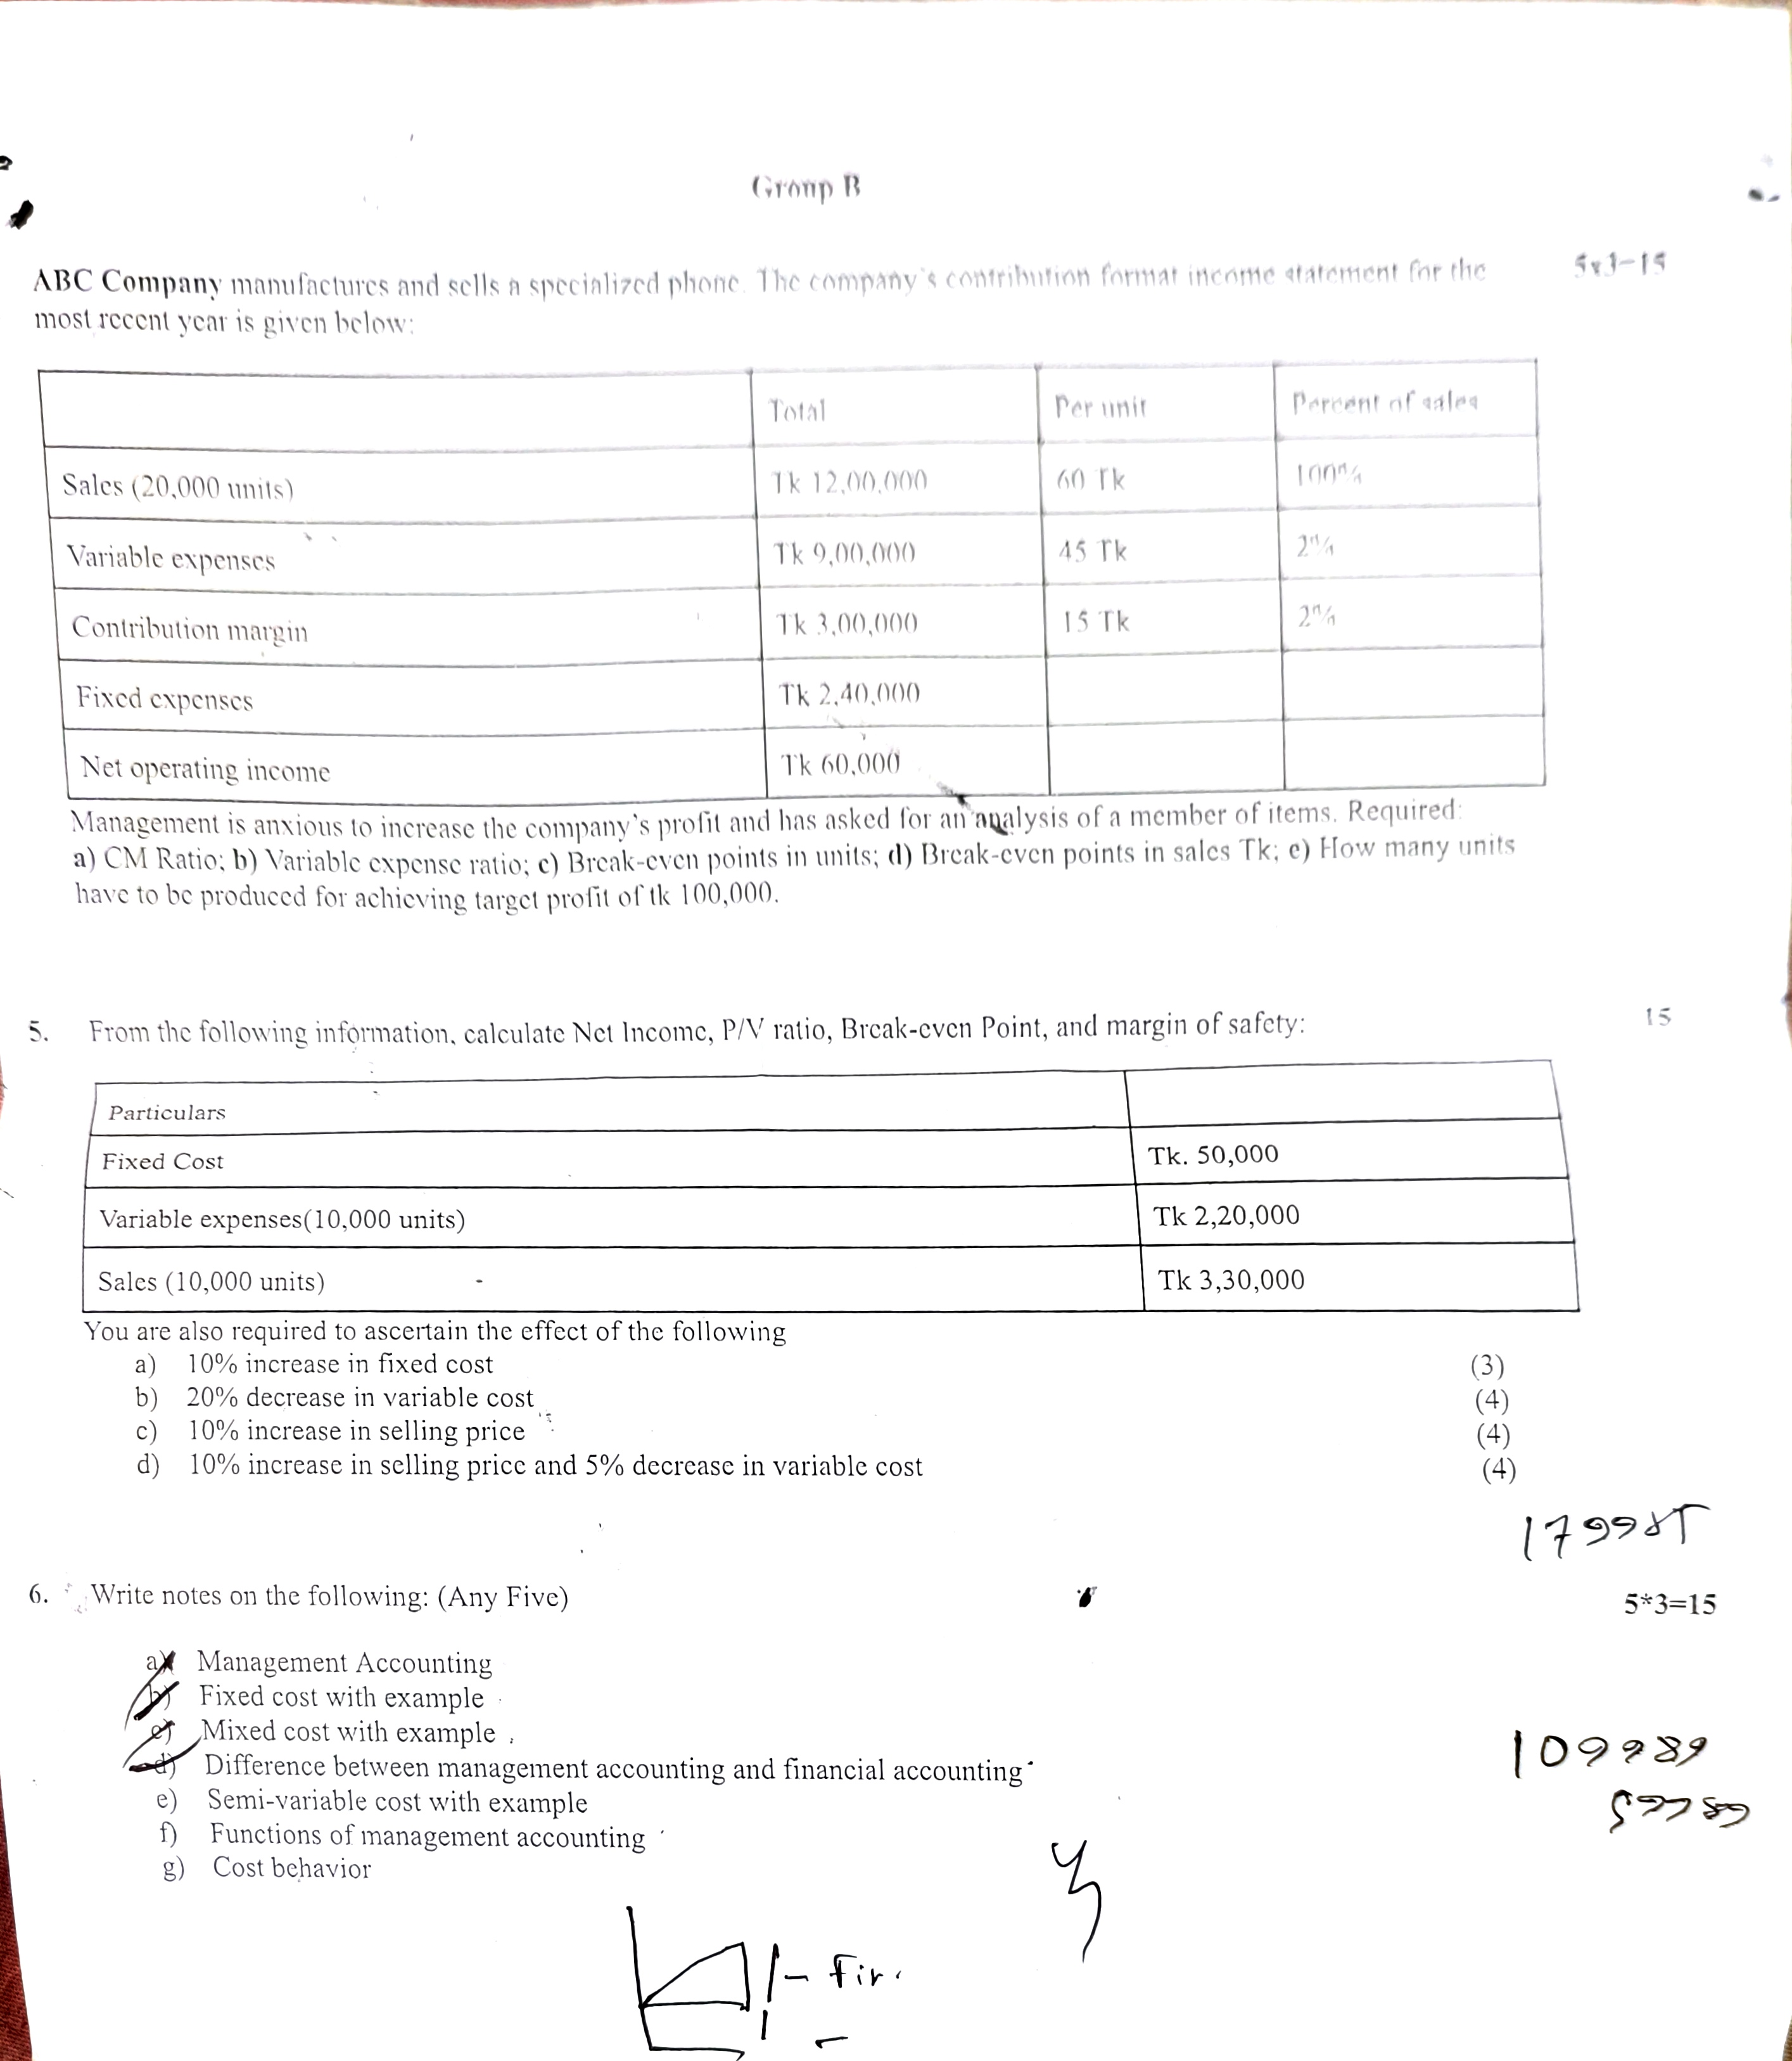 Group B
ABC Company manufactures and sells a specialized phone. The company's contribution format income statement for the 5x3=15
most recent year is given below:
Total Per unit Percent of sales
Sales (20,000 units) Tk 12,00,000 60 Tk 100%
Variable expenses Tk 9,00,000 45 Tk 2%
Contribution margin Tk 3,00,000 15 Tk 2%
Fixed expenses Tk 2,40,000
Net operating income Tk 60,000
Management is anxious to increase the company's profit and has asked for an analysis of a member of items. Required:
a) CM Ratio; b) Variable expense ratio; c) Break-even points in units; d) Break-even points in sales Tk; e) How many units
have to be produced for achieving target profit of tk 100,000.
5. From the following information, calculate Net Income, P/V ratio, Break-even Point, and margin of safety: 15
Particulars
Fixed Cost Tk. 50,000
Variable expenses(10,000 units) Tk 2,20,000
Sales (10,000 units) Tk 3,30,000
You are also required to ascertain the effect of the following
a) 10% increase in fixed cost (3)
b) 20% decrease in variable cost (4)
c) 10% increase in selling price (4)
d) 10% increase in selling price and 5% decrease in variable cost (4)
6. Write notes on the following: (Any Five) 5*3=15
a) Management Accounting
b) Fixed cost with example
c) Mixed cost with example
d) Difference between management accounting and financial accounting
e) Semi-variable cost with example
f) Functions of management accounting
g) Cost behavior